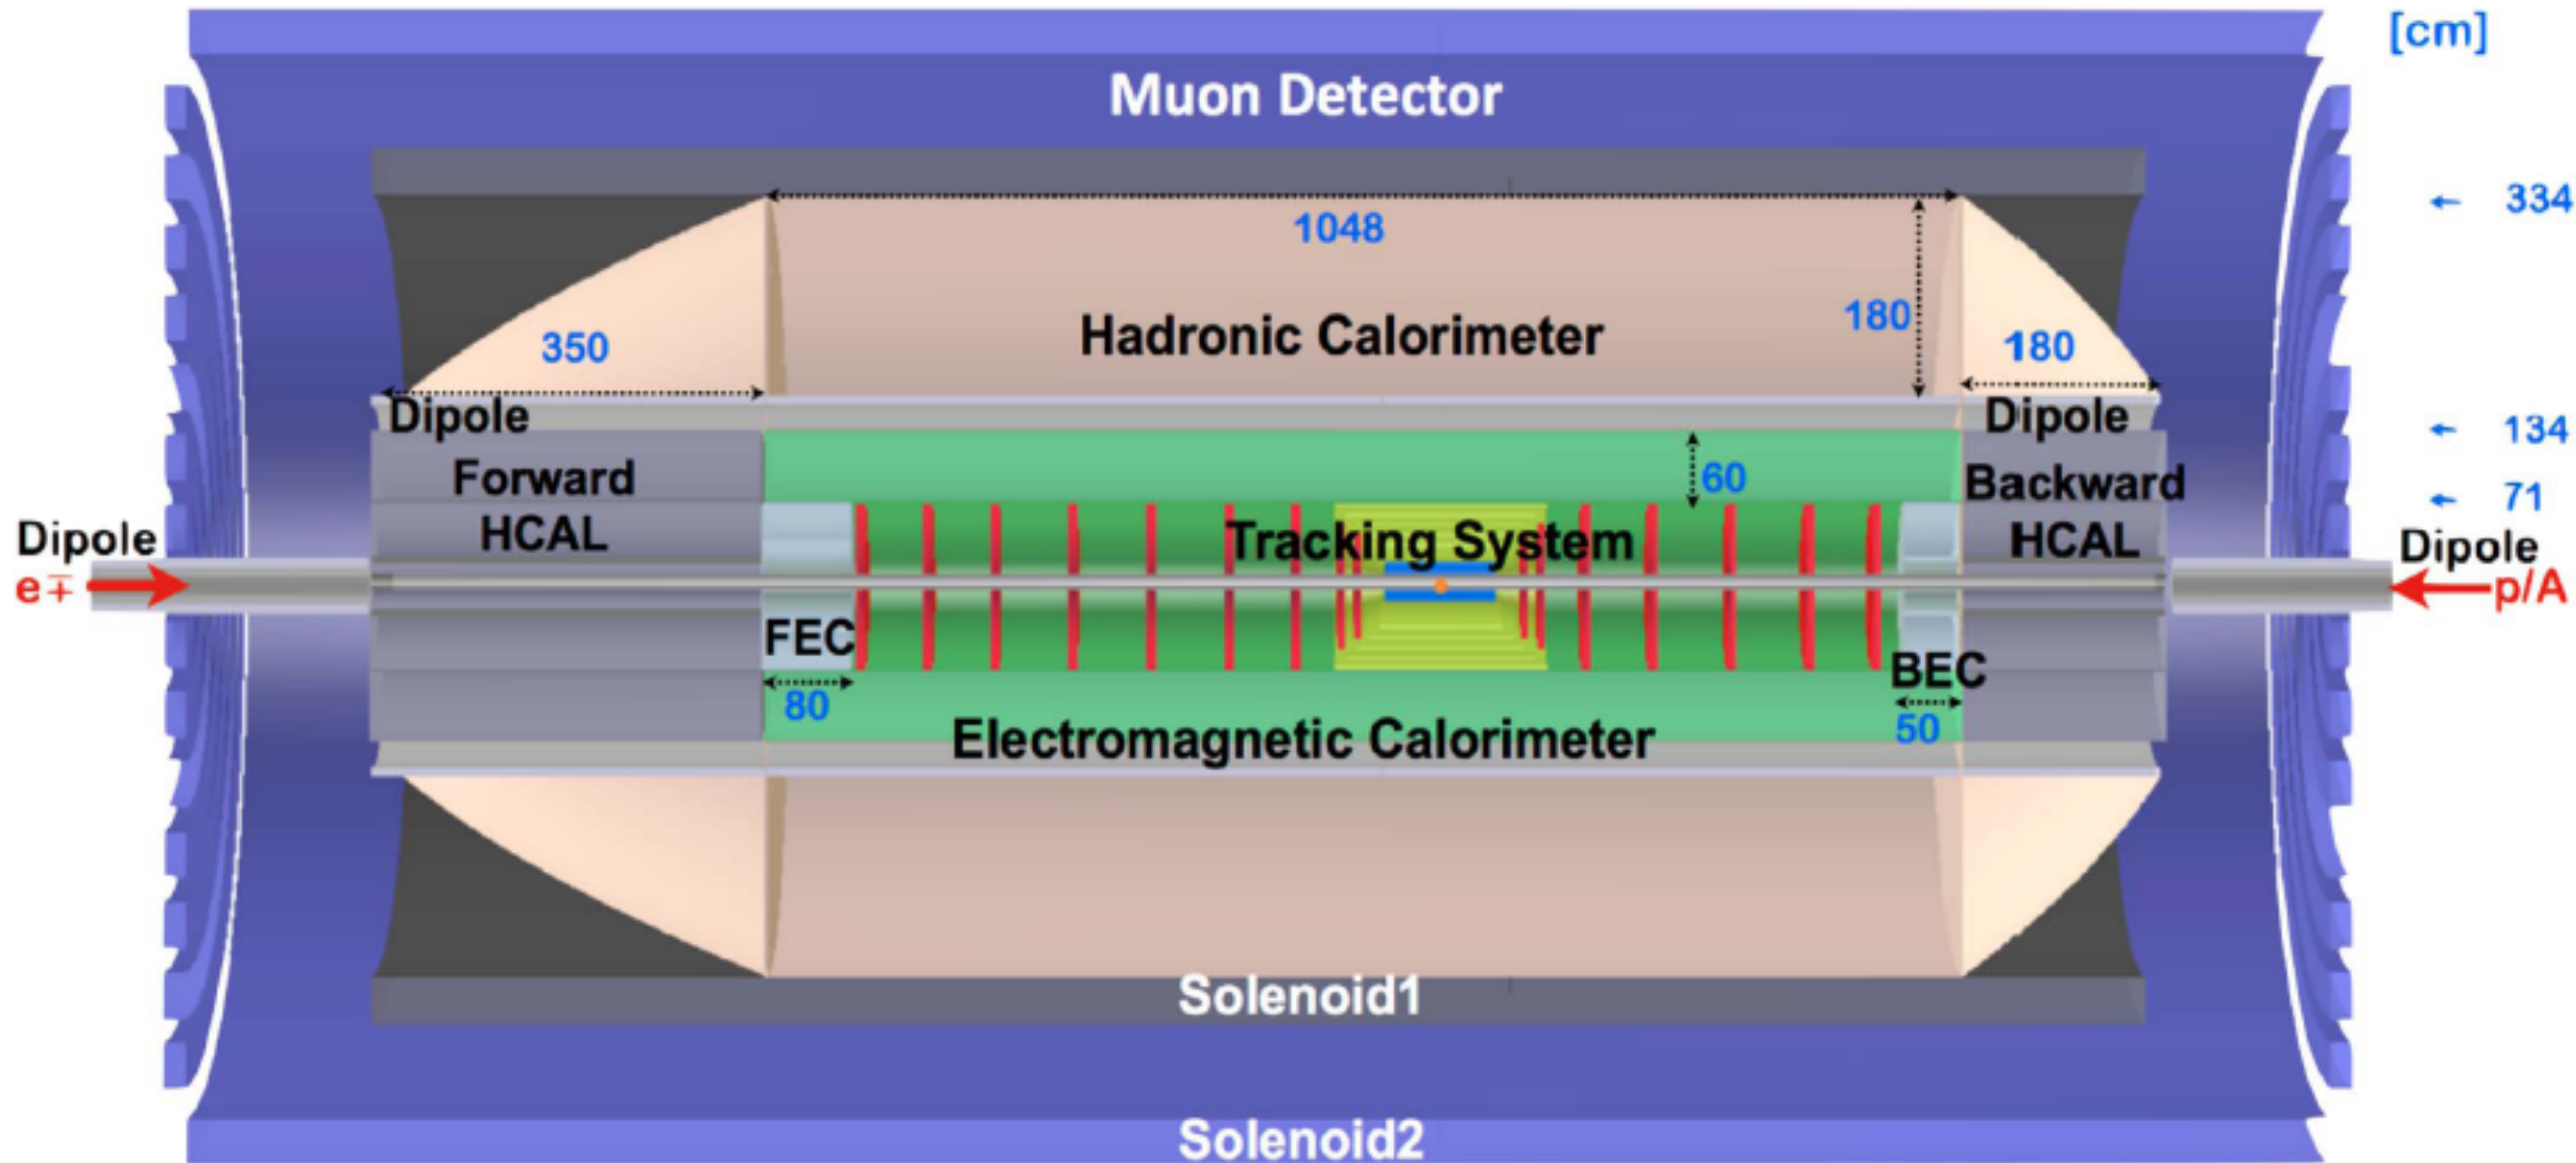 [cm]
Muon Detector
334
1048
Hadronic Calorimeter
180
350
180
Dipole
Dipole
134
Forward
HCAL
60
Backward
HCAL
71
Dipole
e∓
Tracking System
Dipole
p/A
FEC
80
BEC
50
Electromagnetic Calorimeter
Solenoid1
Solenoid2